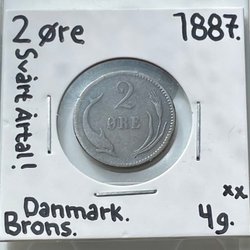 2 Øre
1887.
Svårt Årtal!
2
ØRE
Danmark.
Brons.
xx
4g.